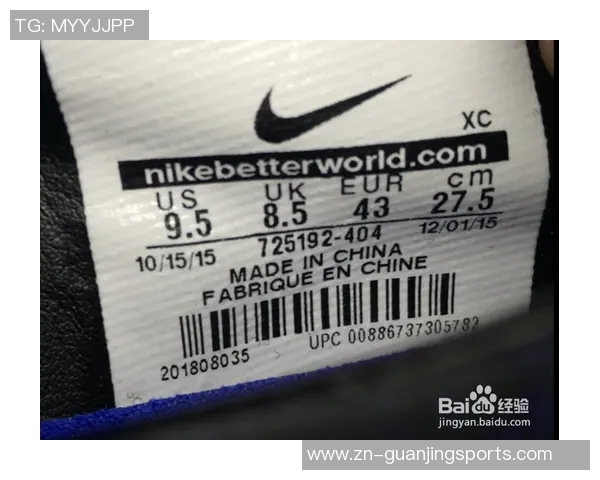 TG: MYYJJPP
XC
nikebetterworld.com
US UK EUR cm
9.5 8.5 43 27.5
10/15/15 725192-404 12/01/15
MADE IN CHINA
FABRIQUE EN CHINE
201808035 UPC 00886737305782
Baidu 经验
jingyan.baidu.com
www.zn-guanjingsports.com